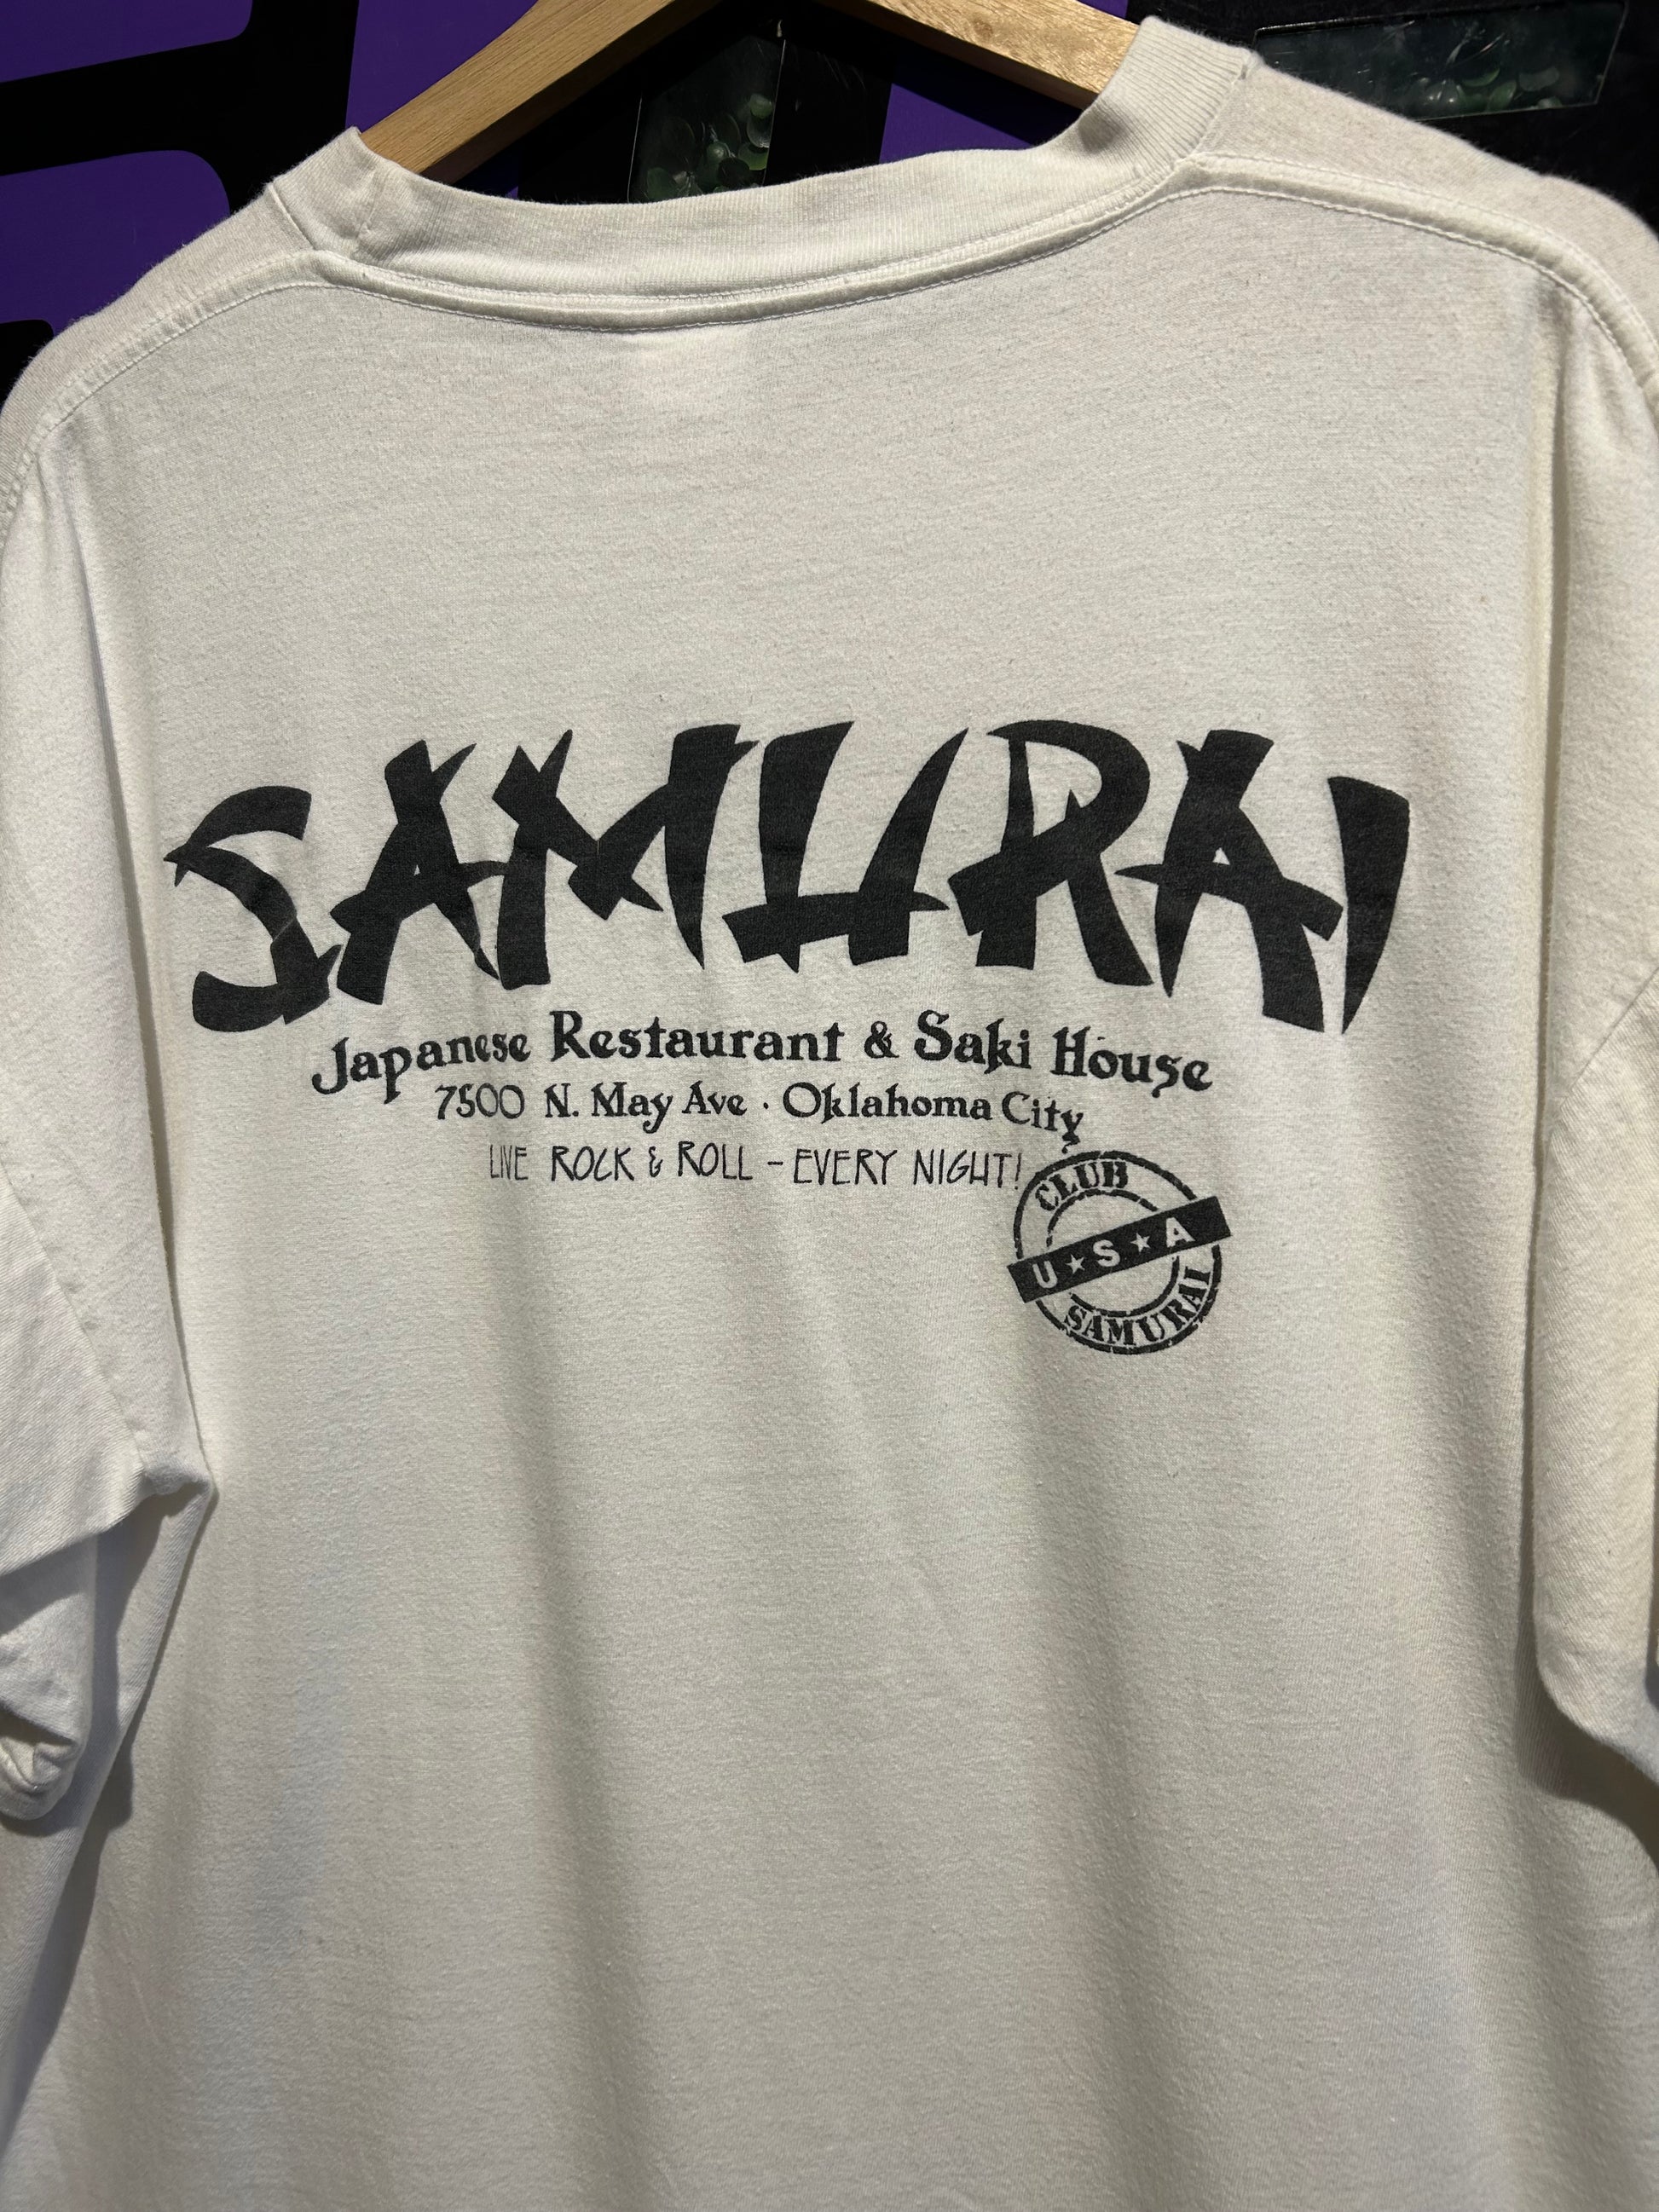 SAMURAI
Japanese Restaurant & Saki House
7500 N. May Ave · Oklahoma City
LIVE ROCK & ROLL - EVERY NIGHT!
CLUB
U★S★A
SAMURAI